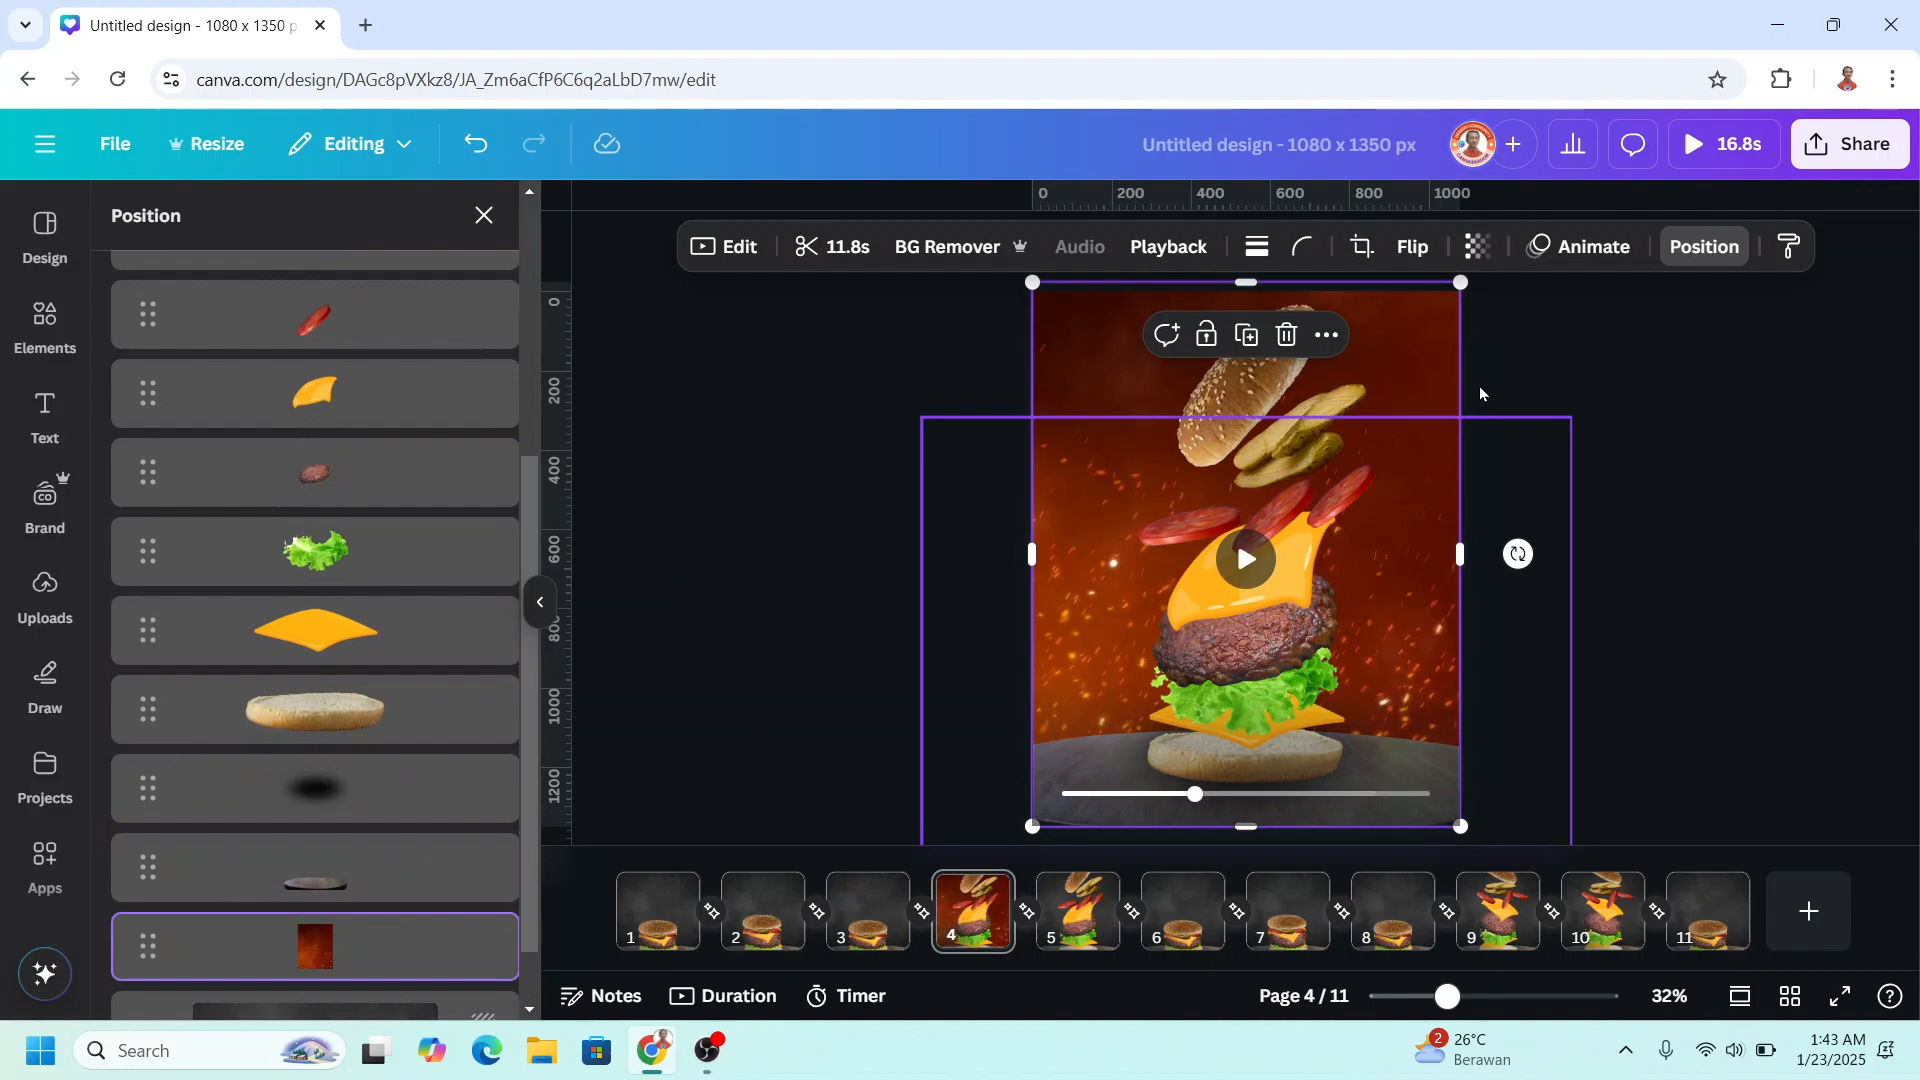 Untitled design - 1080 x 1350 p
canva.com/design/DAGc8pVXkz8/JA_Zm6aCfP6C6q2aLbD7mw/edit
File
Resize
Editing
Untitled design - 1080 x 1350 px
16.8s
Share
Design
Elements
Text
Brand
Uploads
Draw
Projects
Apps
Position
0 200 400 600 800 1000
Edit
11.8s
BG Remover
Audio
Playback
Flip
Animate
Position
0
200
400
600
800
1000
1200
1 2 3 4 5 6 7 8 9 10 11
Notes
Duration
Timer
Page 4 / 11
32%
Search
2
26°C
Berawan
1:43 AM
1/23/2025